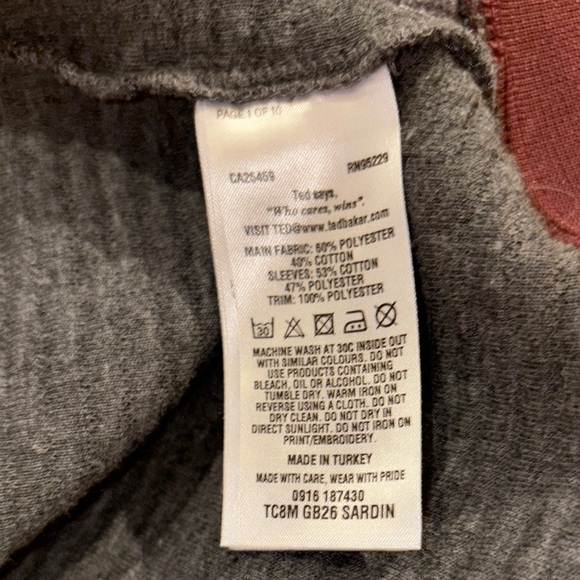 PAGE 1 OF 10
CA25469 RN95229
Ted says,
"Who cares, wins".
VISIT TED@www.tedbakar.com
MAIN FABRIC: 60% POLYESTER
40% COTTON
SLEEVES: 53% COTTON
47% POLYESTER
TRIM: 100% POLYESTER
30
MACHINE WASH AT 30C INSIDE OUT
WITH SIMILAR COLOURS. DO NOT
USE PRODUCTS CONTAINING
BLEACH, OIL OR ALCOHOL. DO NOT
TUMBLE DRY. WARM IRON ON
REVERSE USING A CLOTH. DO NOT
DRY CLEAN. DO NOT DRY IN
DIRECT SUNLIGHT. DO NOT IRON ON
PRINT/EMBROIDERY.
MADE IN TURKEY
MADE WITH CARE, WEAR WITH PRIDE
0916 187430
TC8M GB26 SARDIN